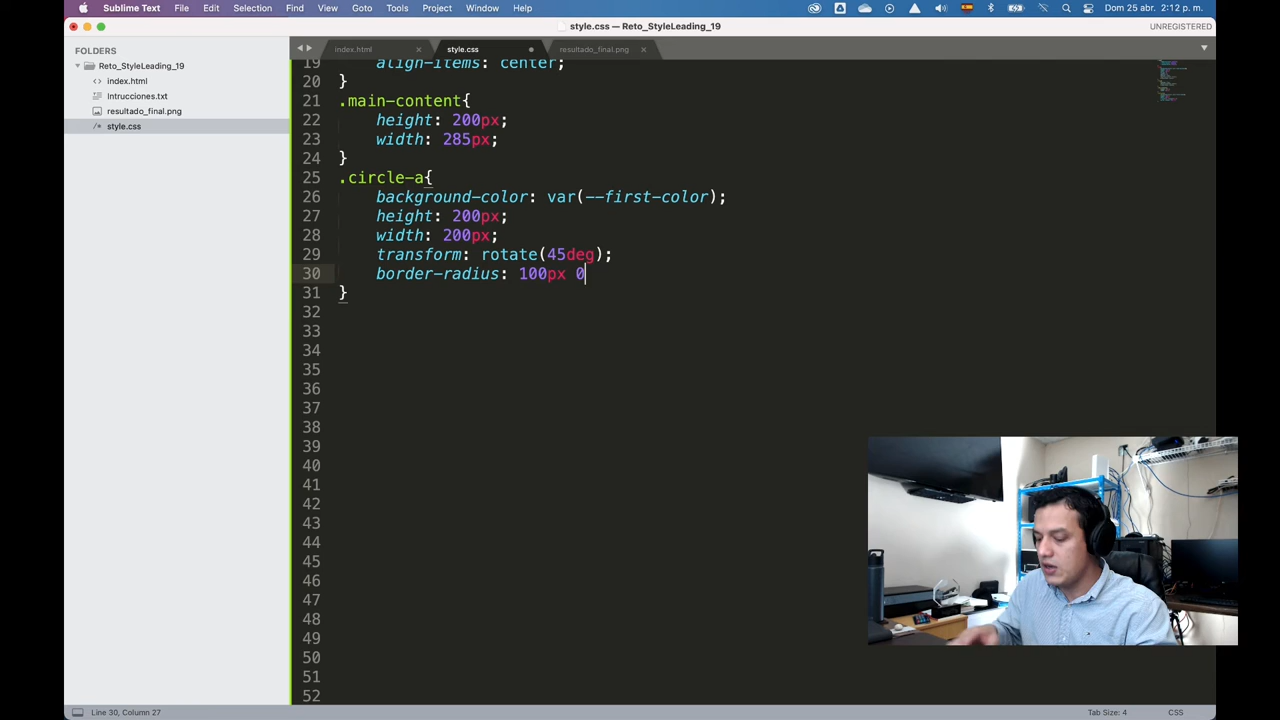 Sublime Text File Edit Selection Find View Goto Tools Project Window Help Dom 25 abr. 2:12 p. m.
style.css — Reto_StyleLeading_19 UNREGISTERED
FOLDERS
Reto_StyleLeading_19
index.html
Intrucciones.txt
resultado_final.png
style.css
index.html style.css resultado_final.png
19 align-items: center;
20 }
21 .main-content{
22 height: 200px;
23 width: 285px;
24 }
25 .circle-a{
26 background-color: var(--first-color);
27 height: 200px;
28 width: 200px;
29 transform: rotate(45deg);
30 border-radius: 100px 0
31 }
32
33
34
35
36
37
38
39
40
41
42
43
44
45
46
47
48
49
50
51
52
Line 30, Column 27 Tab Size: 4 CSS